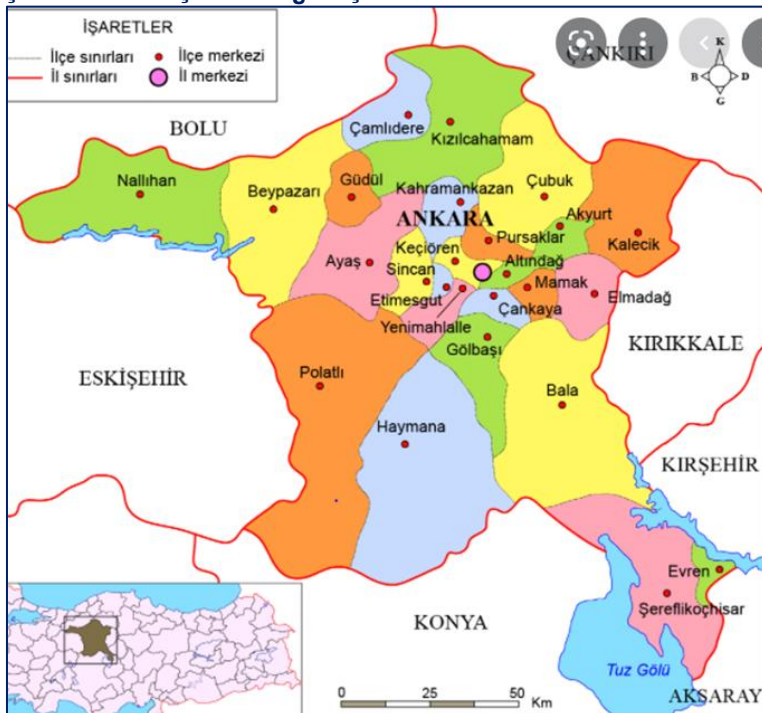 İŞARETLER
İlçe sınırları
İlçe merkezi
İl sınırları
İl merkezi
ÇANKIRI
K
B
D
G
BOLU
Çamlıdere
Kızılcahamam
Nallıhan
Beypazarı
Güdül
Kahramankazan
Çubuk
ANKARA
Akyurt
Pursaklar
Kalecik
Keçiören
Ayaş
Sincan
Altındağ
Mamak
Etimesgut
Elmadağ
Yenimahlalle
Çankaya
Gölbaşı
KIRIKKALE
ESKİŞEHİR
Polatlı
Bala
Haymana
KIRŞEHİR
Evren
Şereflikoçhisar
KONYA
Tuz Gölü
AKSARAY
0 25 50
Km